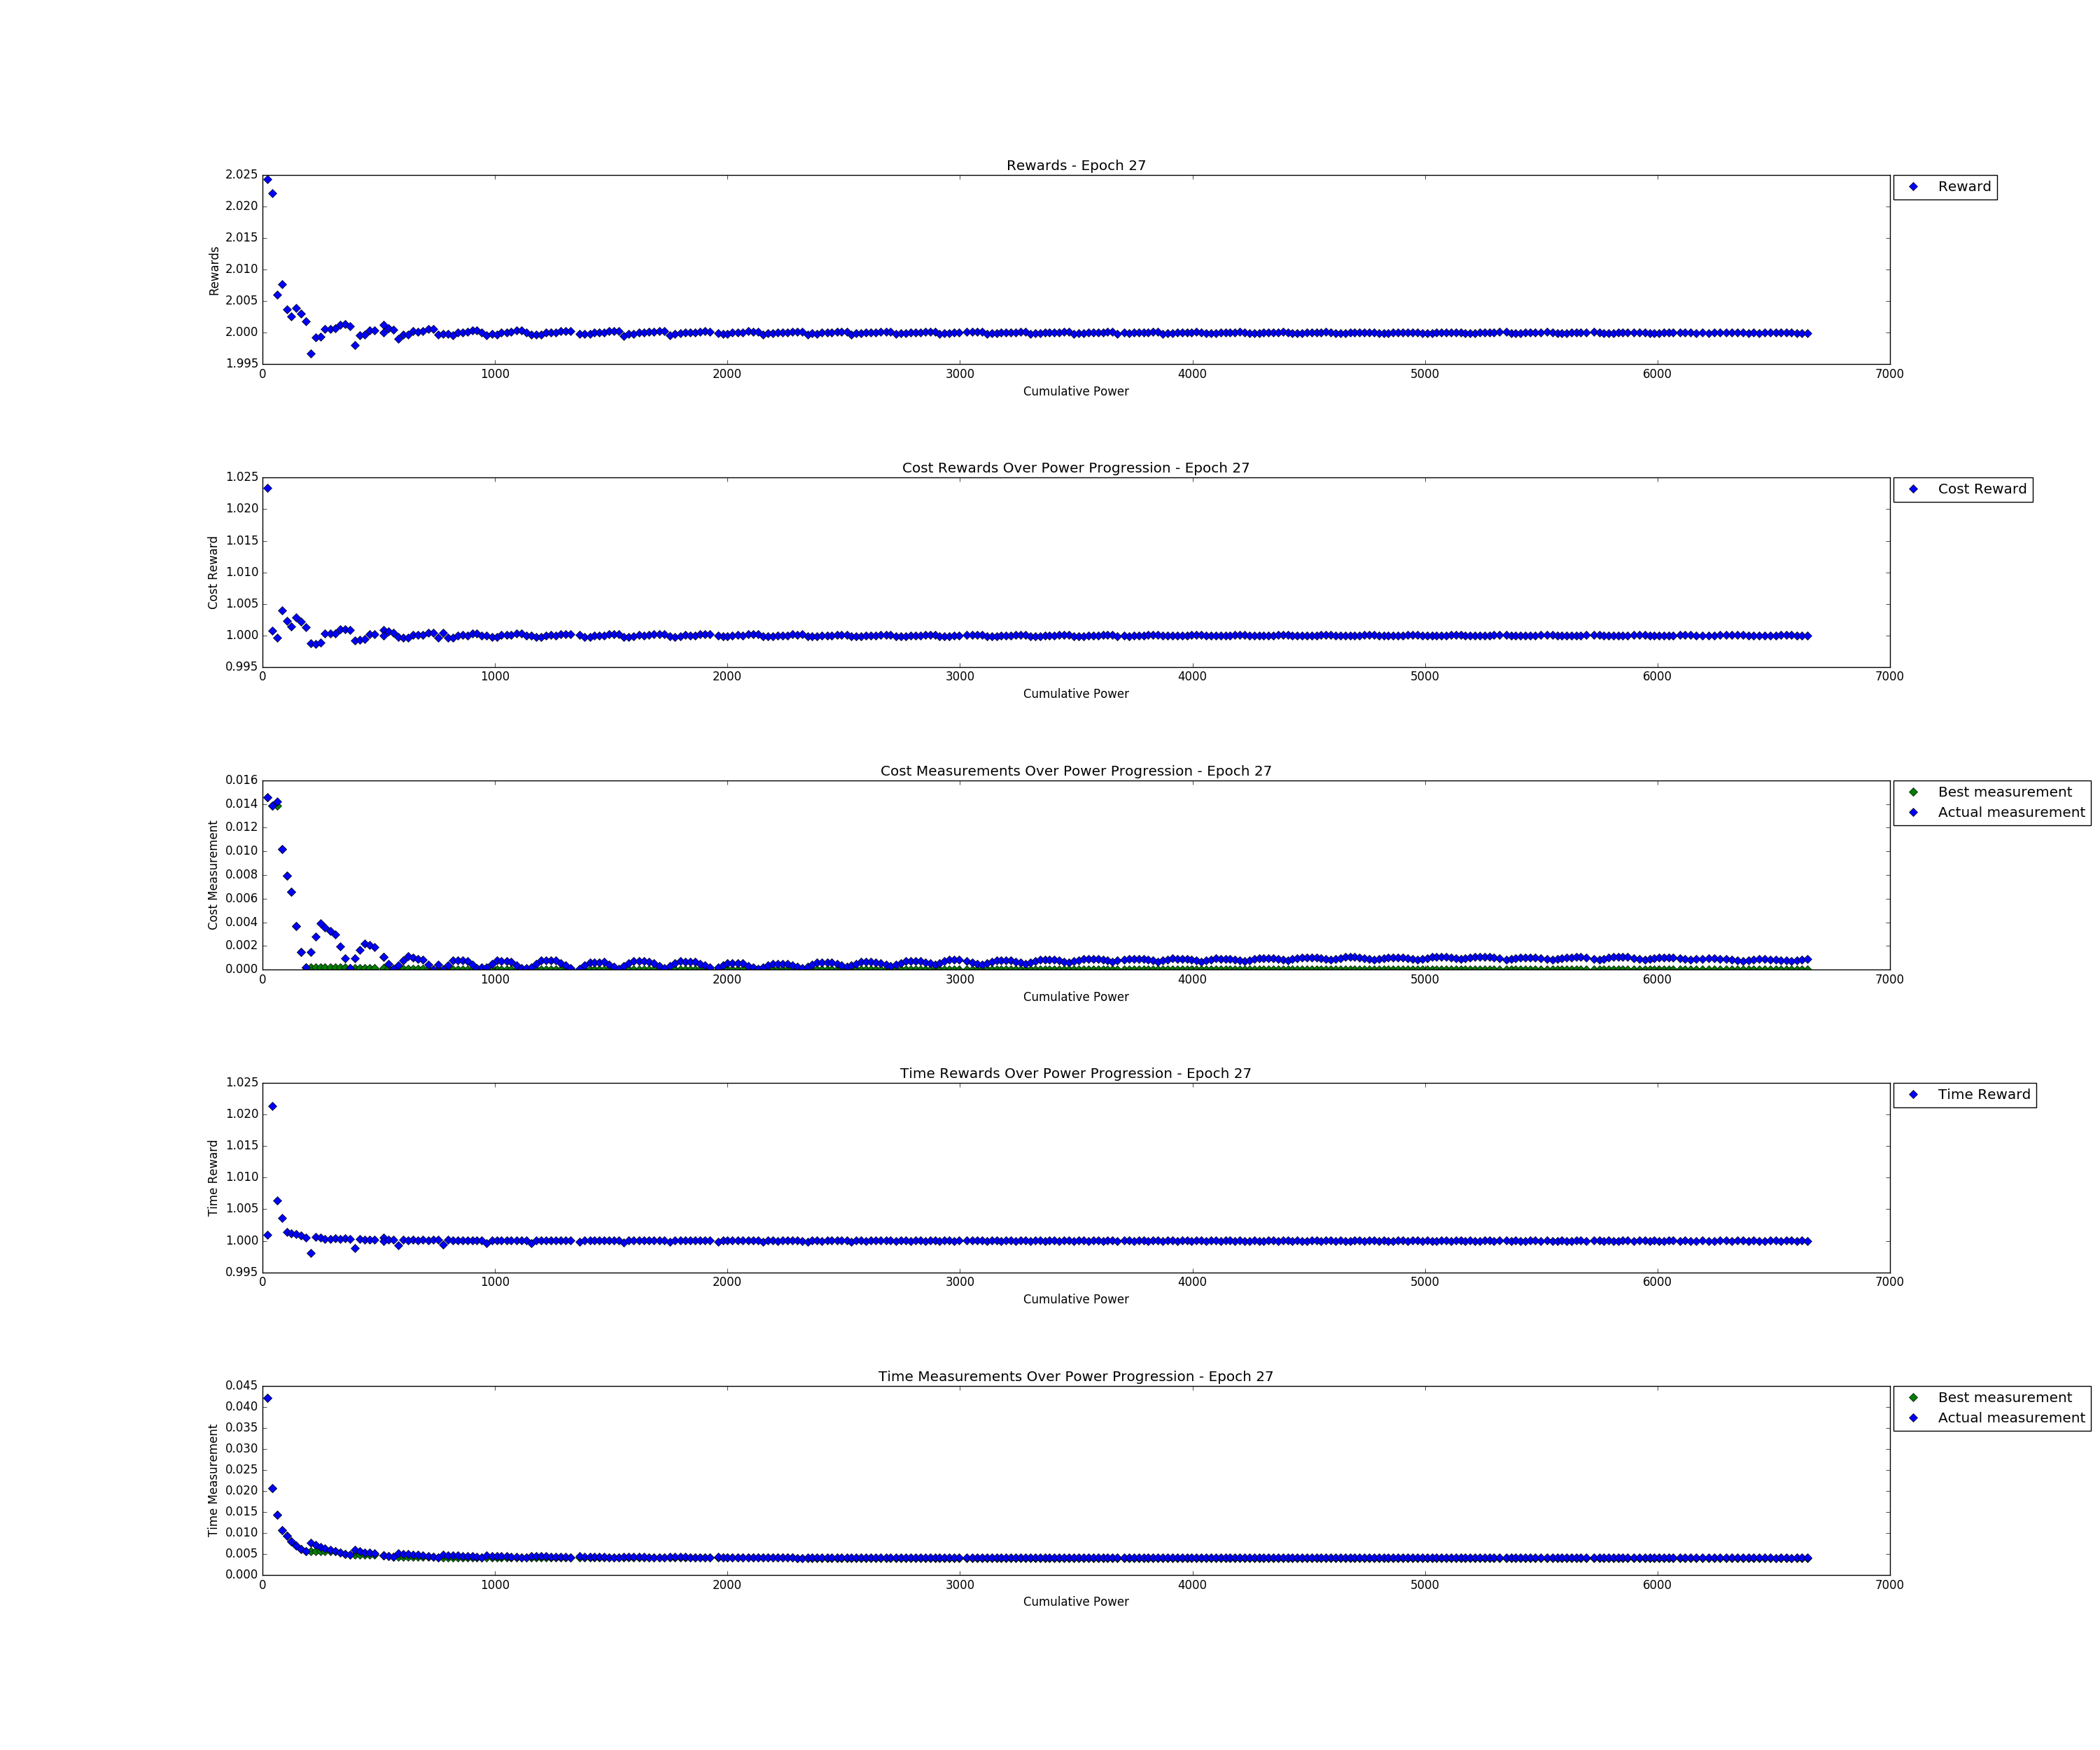 Rewards - Epoch 27
2.025
2.020
2.015
2.010
2.005
2.000
1.995
Rewards
0 1000 2000 3000 4000 5000 6000 7000
Cumulative Power
Reward
Cost Rewards Over Power Progression - Epoch 27
1.025
1.020
1.015
1.010
1.005
1.000
0.995
Cost Reward
0 1000 2000 3000 4000 5000 6000 7000
Cumulative Power
Cost Reward
Cost Measurements Over Power Progression - Epoch 27
0.016
0.014
0.012
0.010
0.008
0.006
0.004
0.002
0.000
Cost Measurement
0 1000 2000 3000 4000 5000 6000 7000
Cumulative Power
Best measurement
Actual measurement
Time Rewards Over Power Progression - Epoch 27
1.025
1.020
1.015
1.010
1.005
1.000
0.995
Time Reward
0 1000 2000 3000 4000 5000 6000 7000
Cumulative Power
Time Reward
Time Measurements Over Power Progression - Epoch 27
0.045
0.040
0.035
0.030
0.025
0.020
0.015
0.010
0.005
0.000
Time Measurement
0 1000 2000 3000 4000 5000 6000 7000
Cumulative Power
Best measurement
Actual measurement